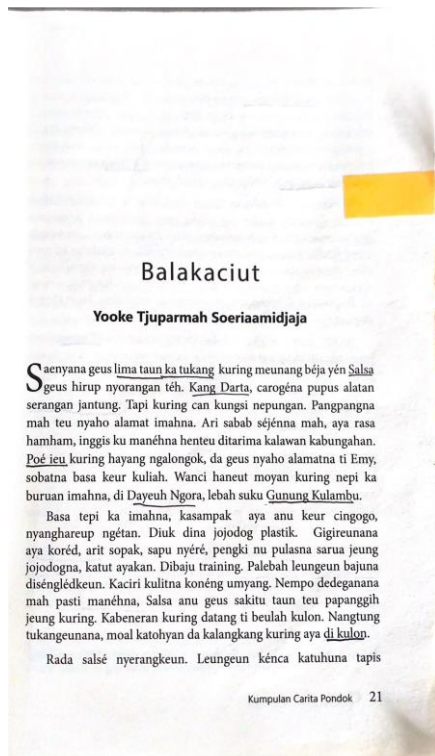 Balakaciut
Yooke Tjuparmah Soeriaamidjaja
Saenyana geus lima taun ka tukang kuring meunang béja yén Salsa
geus hirup nyorangan téh. Kang Darta, carogéna pupus alatan
serangan jantung. Tapi kuring can kungsi nepungan. Pangpangna
mah teu nyaho alamat imahna. Ari sabab séjénna mah, aya rasa
hamham, inggis ku manéhna henteu ditarima kalawan kabungahan.
Poé ieu kuring hayang ngalongok, da geus nyaho alamatna ti Emy,
sobatna basa keur kuliah. Wanci haneut moyan kuring nepi ka
buruan imahna, di Dayeuh Ngora, lebah suku Gunung Kulambu.
Basa tepi ka imahna, kasampak aya anu keur cingogo,
nyanghareup ngétan. Diuk dina jojodog plastik. Gigireunana
aya koréd, arit sopak, sapu nyéré, pengki nu pulasna sarua jeung
jojodogna, katut ayakan. Dibaju training. Palebah leungeun bajuna
disénglédkeun. Kaciri kulitna konéng umyang. Nempo dedeganana
mah pasti manéhna, Salsa anu geus sakitu taun teu papanggih
jeung kuring. Kabeneran kuring datang ti beulah kulon. Nangtung
tukangeunana, moal katohyan da kalangkang kuring aya di kulon.
Rada salsé nyerangkeun. Leungeun kénca katuhuna tapis
Kumpulan Carita Pondok 21